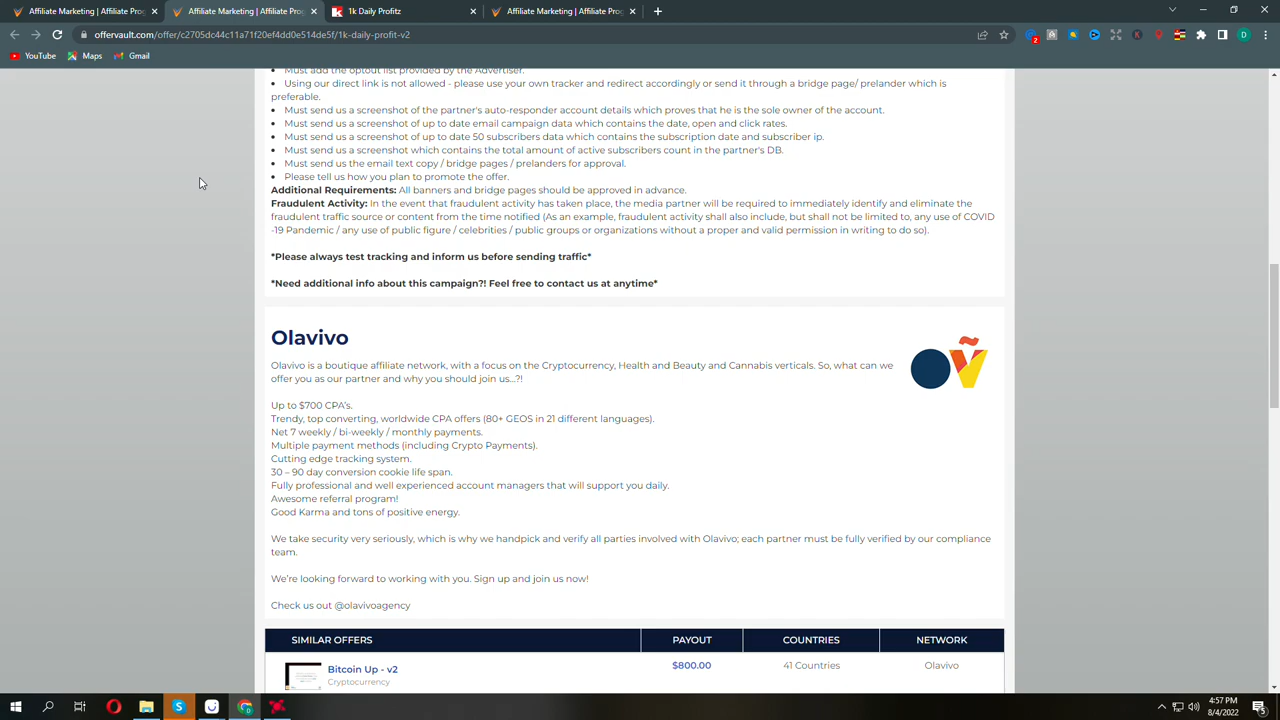 Affiliate Marketing | Affiliate Prog
Affiliate Marketing | Affiliate Prog
1k Daily Profitz
Affiliate Marketing | Affiliate Prog
offervault.com/offer/c2705dc44c11a71f20ef4dd0e514de5f/1k-daily-profit-v2
2
D
YouTube
Maps
Gmail
Must add the optout list provided by the Advertiser.
Using our direct link is not allowed - please use your own tracker and redirect accordingly or send it through a bridge page/ prelander which is
preferable.
Must send us a screenshot of the partner's auto-responder account details which proves that he is the sole owner of the account.
Must send us a screenshot of up to date email campaign data which contains the date, open and click rates.
Must send us a screenshot of up to date 50 subscribers data which contains the subscription date and subscriber ip.
Must send us a screenshot which contains the total amount of active subscribers count in the partner's DB.
Must send us the email text copy / bridge pages / prelanders for approval.
Please tell us how you plan to promote the offer.
Additional Requirements: All banners and bridge pages should be approved in advance.
Fraudulent Activity: In the event that fraudulent activity has taken place, the media partner will be required to immediately identify and eliminate the
fraudulent traffic source or content from the time notified (As an example, fraudulent activity shall also include, but shall not be limited to, any use of COVID
-19 Pandemic / any use of public figure / celebrities / public groups or organizations without a proper and valid permission in writing to do so).
*Please always test tracking and inform us before sending traffic*
*Need additional info about this campaign?! Feel free to contact us at anytime*
Olavivo
Olavivo is a boutique affiliate network, with a focus on the Cryptocurrency, Health and Beauty and Cannabis verticals. So, what can we
offer you as our partner and why you should join us...?!
Up to $700 CPA's.
Trendy, top converting, worldwide CPA offers (80+ GEOS in 21 different languages).
Net 7 weekly / bi-weekly / monthly payments.
Multiple payment methods (including Crypto Payments).
Cutting edge tracking system.
30 – 90 day conversion cookie life span.
Fully professional and well experienced account managers that will support you daily.
Awesome referral program!
Good Karma and tons of positive energy.
We take security very seriously, which is why we handpick and verify all parties involved with Olavivo; each partner must be fully verified by our compliance
team.
We're looking forward to working with you. Sign up and join us now!
Check us out @olavivoagency
SIMILAR OFFERS PAYOUT COUNTRIES NETWORK
Bitcoin Up - v2 $800.00 41 Countries Olavivo
Cryptocurrency
4:57 PM
8/4/2022
5